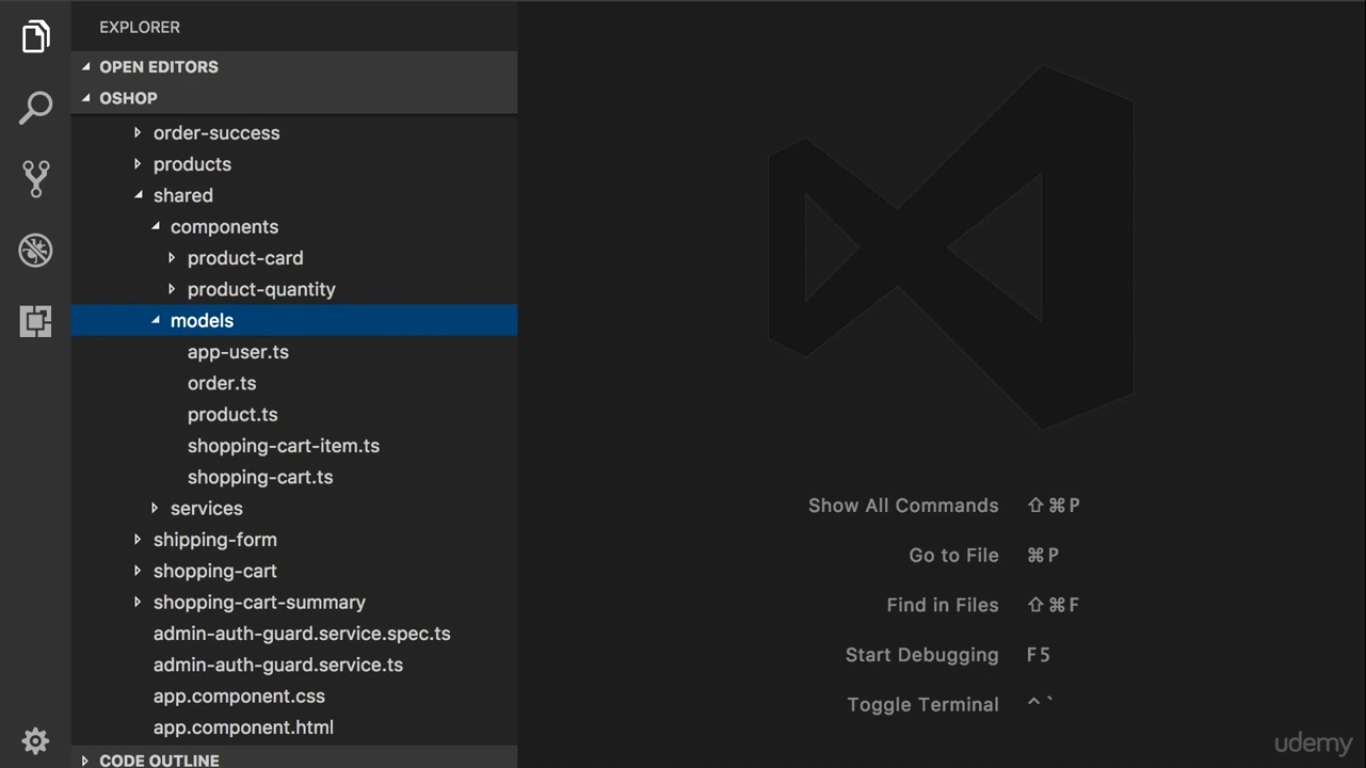 EXPLORER
OPEN EDITORS
OSHOP
order-success
products
shared
components
product-card
product-quantity
models
app-user.ts
order.ts
product.ts
shopping-cart-item.ts
shopping-cart.ts
services
shipping-form
shopping-cart
shopping-cart-summary
admin-auth-guard.service.spec.ts
admin-auth-guard.service.ts
app.component.css
app.component.html
CODE OUTLINE
Show All Commands ⇧⌘P
Go to File ⌘P
Find in Files ⇧⌘F
Start Debugging F5
Toggle Terminal ⌃`
udemy